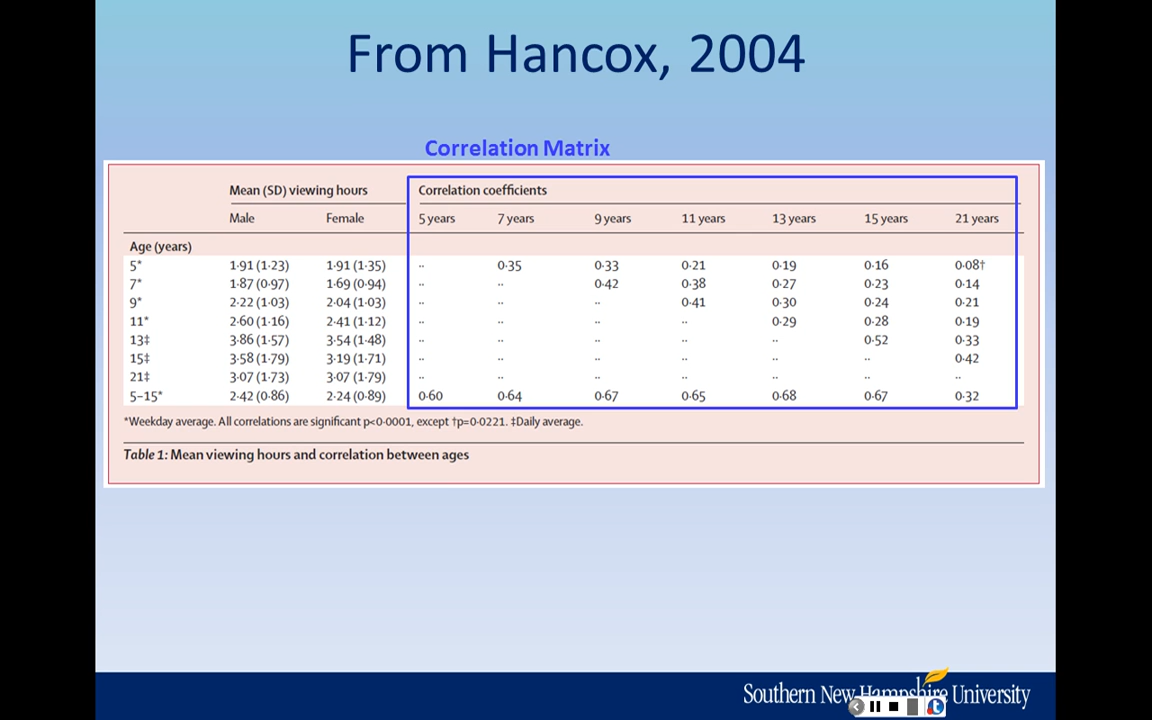 From Hancox, 2004
Correlation Matrix
Mean (SD) viewing hours Correlation coefficients
Male Female 5 years 7 years 9 years 11 years 13 years 15 years 21 years
Age (years)
5* 1·91 (1·23) 1·91 (1·35) ·· 0·35 0·33 0·21 0·19 0·16 0·08†
7* 1·87 (0·97) 1·69 (0·94) ·· ·· 0·42 0·38 0·27 0·23 0·14
9* 2·22 (1·03) 2·04 (1·03) ·· ·· ·· 0·41 0·30 0·24 0·21
11* 2·60 (1·16) 2·41 (1·12) ·· ·· ·· ·· 0·29 0·28 0·19
13‡ 3·86 (1·57) 3·54 (1·48) ·· ·· ·· ·· ·· 0·52 0·33
15‡ 3·58 (1·79) 3·19 (1·71) ·· ·· ·· ·· ·· ·· 0·42
21‡ 3·07 (1·73) 3·07 (1·79) ·· ·· ·· ·· ·· ·· ··
5–15* 2·42 (0·86) 2·24 (0·89) 0·60 0·64 0·67 0·65 0·68 0·67 0·32
*Weekday average. All correlations are significant p<0·0001, except †p=0·0221. ‡Daily average.
Table 1: Mean viewing hours and correlation between ages
Southern New Hampshire University